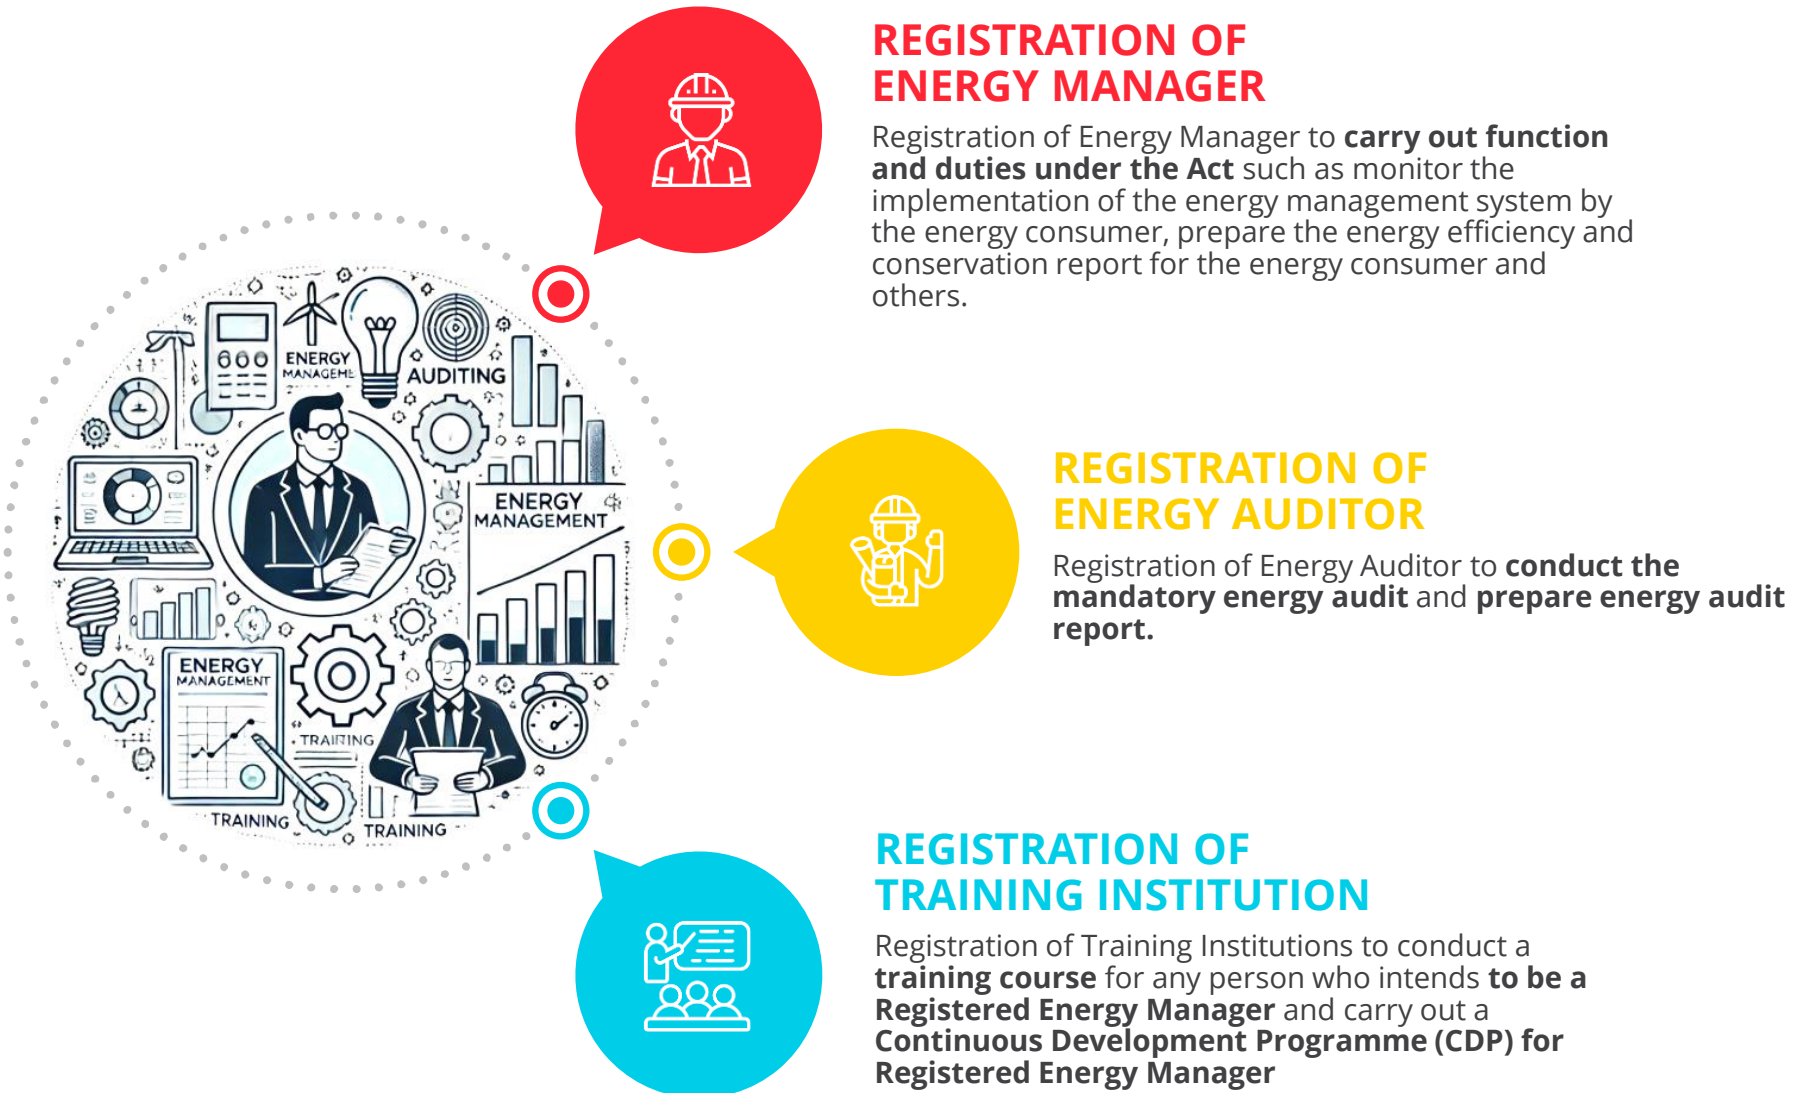 REGISTRATION OF
ENERGY MANAGER
Registration of Energy Manager to carry out function
and duties under the Act such as monitor the
implementation of the energy management system by
the energy consumer, prepare the energy efficiency and
conservation report for the energy consumer and
others.
ENERGY
MANAGEME
AUDITING
ENERGY
MANAGEMENT
REGISTRATION OF
ENERGY AUDITOR
Registration of Energy Auditor to conduct the
mandatory energy audit and prepare energy audit
report.
ENERGY
MANAGEMENT
TRAINING
TRAINING
REGISTRATION OF
TRAINING INSTITUTION
Registration of Training Institutions to conduct a
training course for any person who intends to be a
Registered Energy Manager and carry out a
Continuous Development Programme (CDP) for
Registered Energy Manager